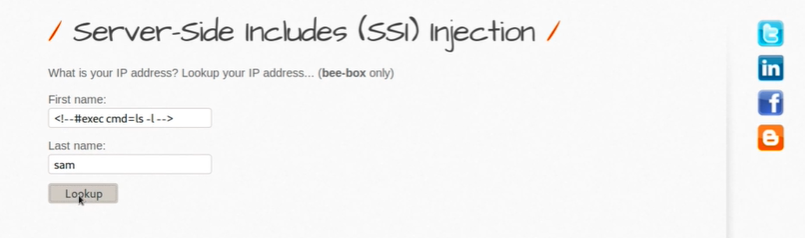 / Server-Side Includes (SSI) Injection /
What is your IP address? Lookup your IP address... (bee-box only)
First name:
<!--#exec cmd=ls -l -->
Last name:
sam
Lookup
in
f